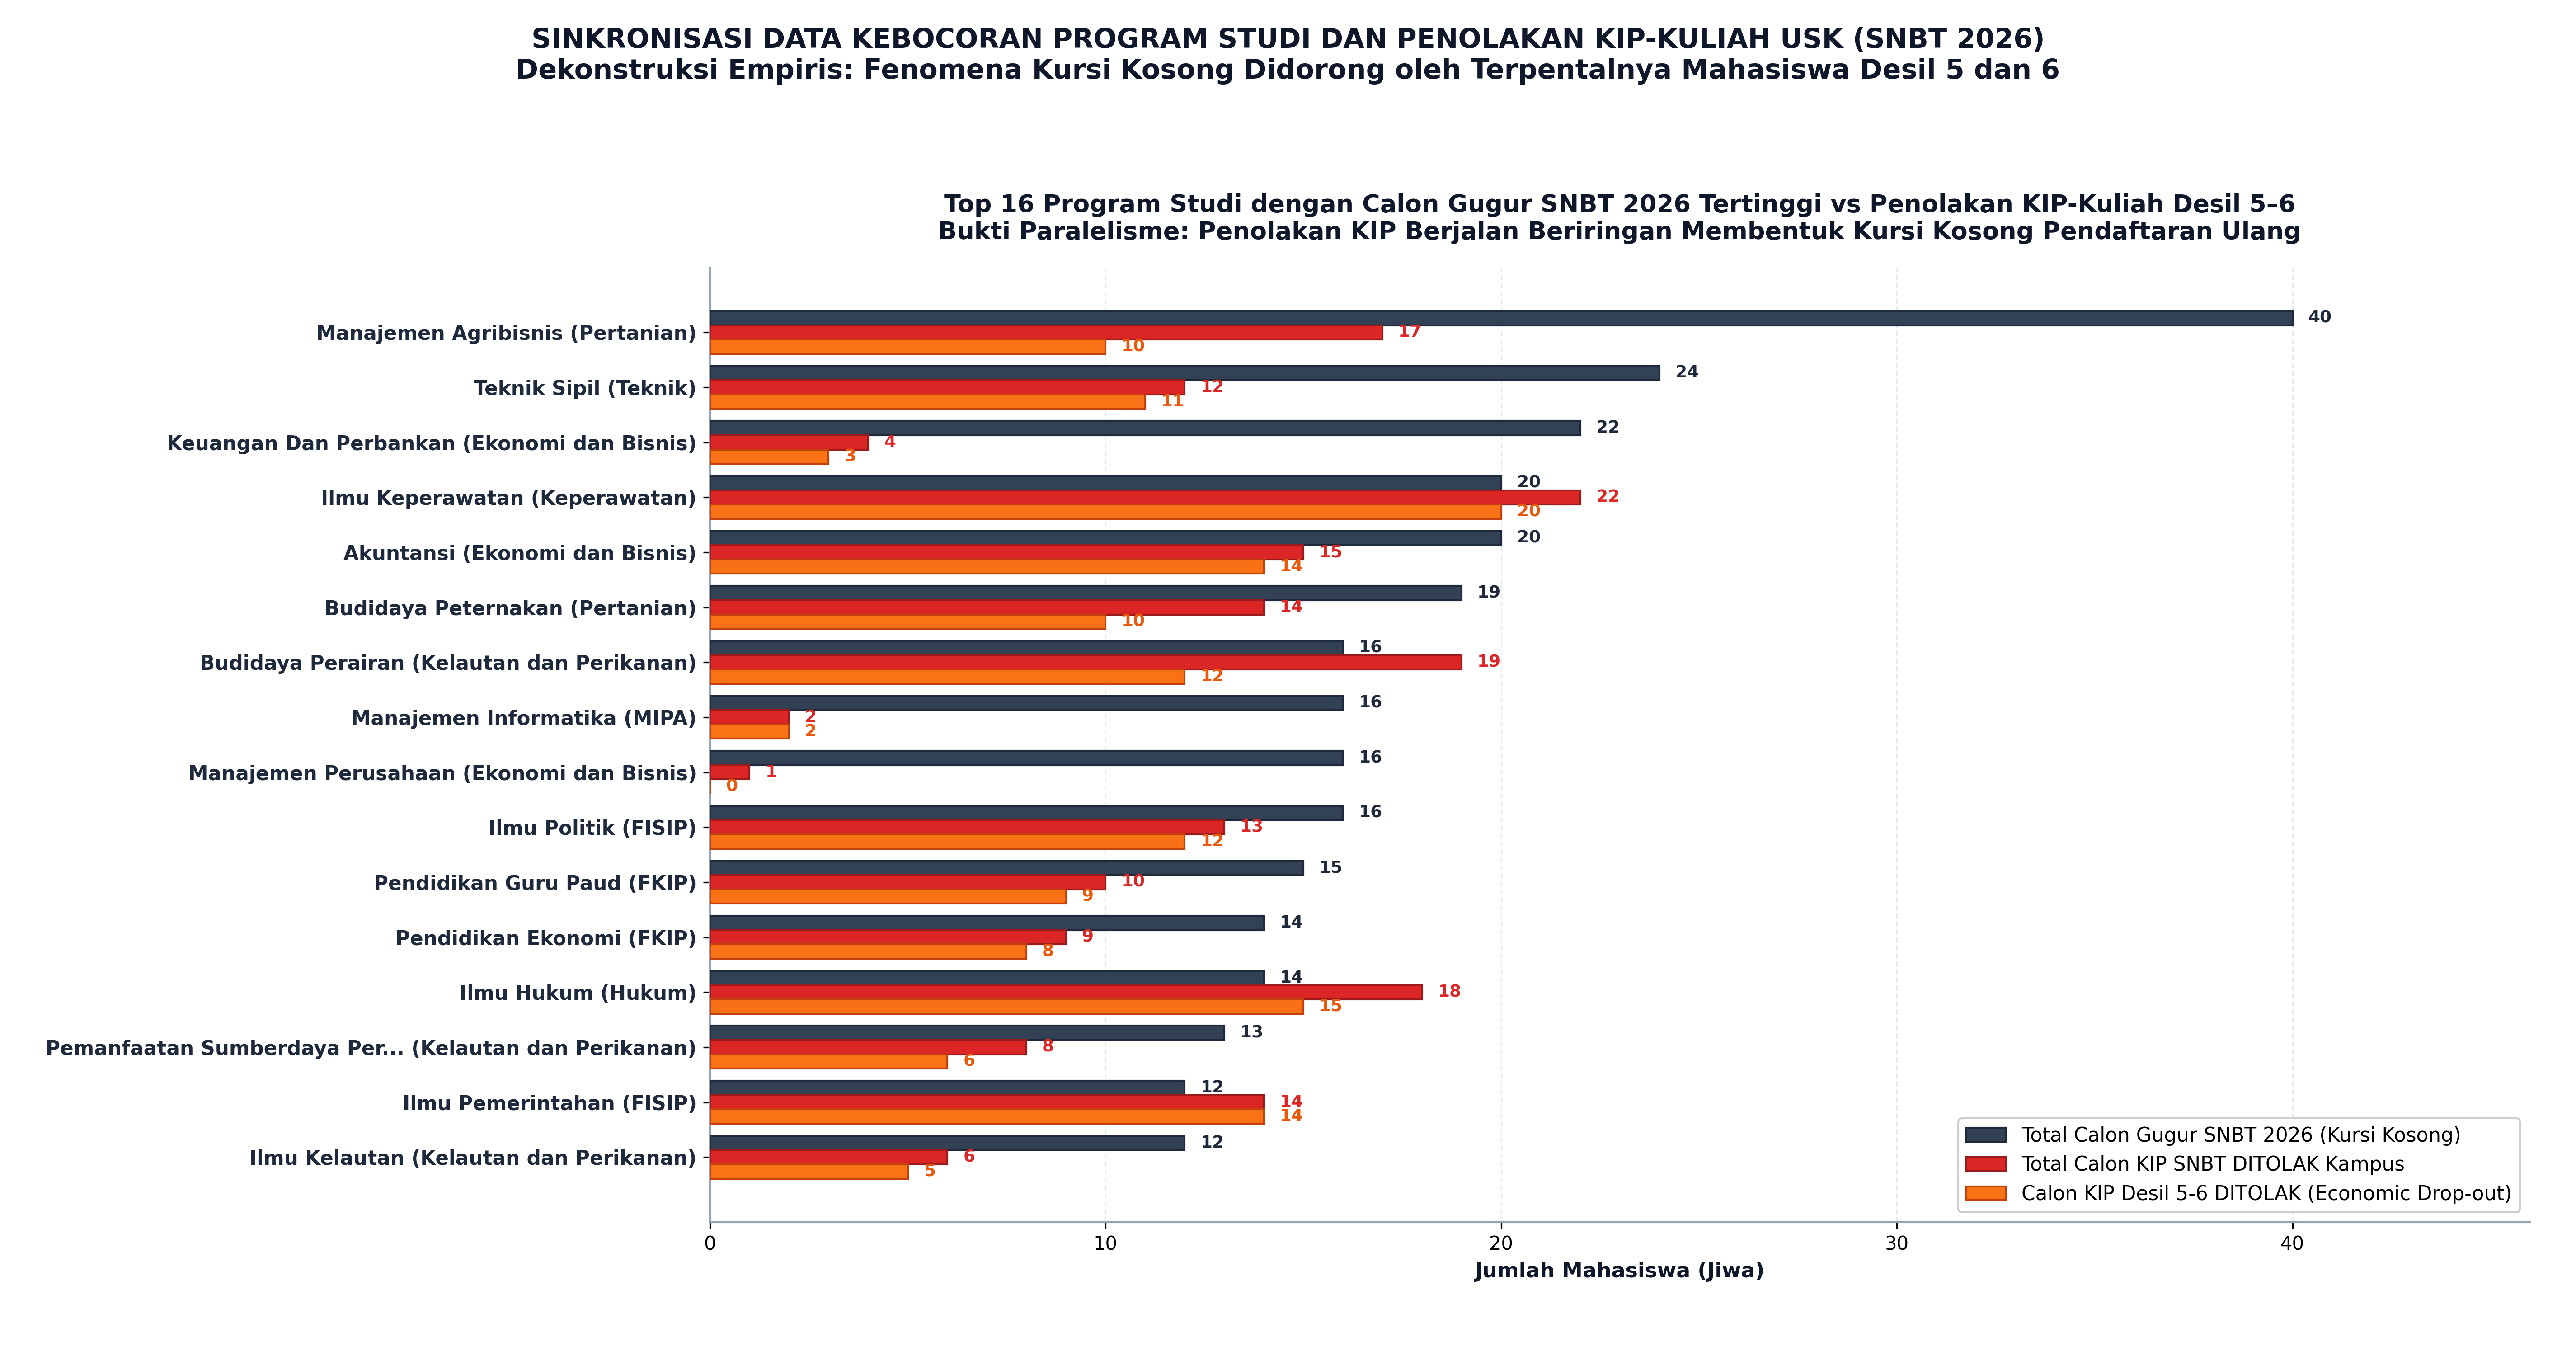 SINKRONISASI DATA KEBOCORAN PROGRAM STUDI DAN PENOLAKAN KIP-KULIAH USK (SNBT 2026)
Dekonstruksi Empiris: Fenomena Kursi Kosong Didorong oleh Terpentalnya Mahasiswa Desil 5 dan 6
Top 16 Program Studi dengan Calon Gugur SNBT 2026 Tertinggi vs Penolakan KIP-Kuliah Desil 5–6
Bukti Paralelisme: Penolakan KIP Berjalan Beriringan Membentuk Kursi Kosong Pendaftaran Ulang
40
Manajemen Agribisnis (Pertanian)
17
10
24
Teknik Sipil (Teknik)
12
11
22
Keuangan Dan Perbankan (Ekonomi dan Bisnis)
4
3
20
Ilmu Keperawatan (Keperawatan)
22
20
20
Akuntansi (Ekonomi dan Bisnis)
15
14
19
Budidaya Peternakan (Pertanian)
14
10
16
Budidaya Perairan (Kelautan dan Perikanan)
19
12
16
Manajemen Informatika (MIPA)
2
2
16
Manajemen Perusahaan (Ekonomi dan Bisnis)
1
0
16
Ilmu Politik (FISIP)
13
12
15
Pendidikan Guru Paud (FKIP)
10
9
14
Pendidikan Ekonomi (FKIP)
9
8
14
Ilmu Hukum (Hukum)
18
15
13
Pemanfaatan Sumberdaya Per... (Kelautan dan Perikanan)
8
6
12
Ilmu Pemerintahan (FISIP)
14
14
12
Ilmu Kelautan (Kelautan dan Perikanan)
6
5
Total Calon Gugur SNBT 2026 (Kursi Kosong)
Total Calon KIP SNBT DITOLAK Kampus
Calon KIP Desil 5-6 DITOLAK (Economic Drop-out)
0 10 20 30 40
Jumlah Mahasiswa (Jiwa)